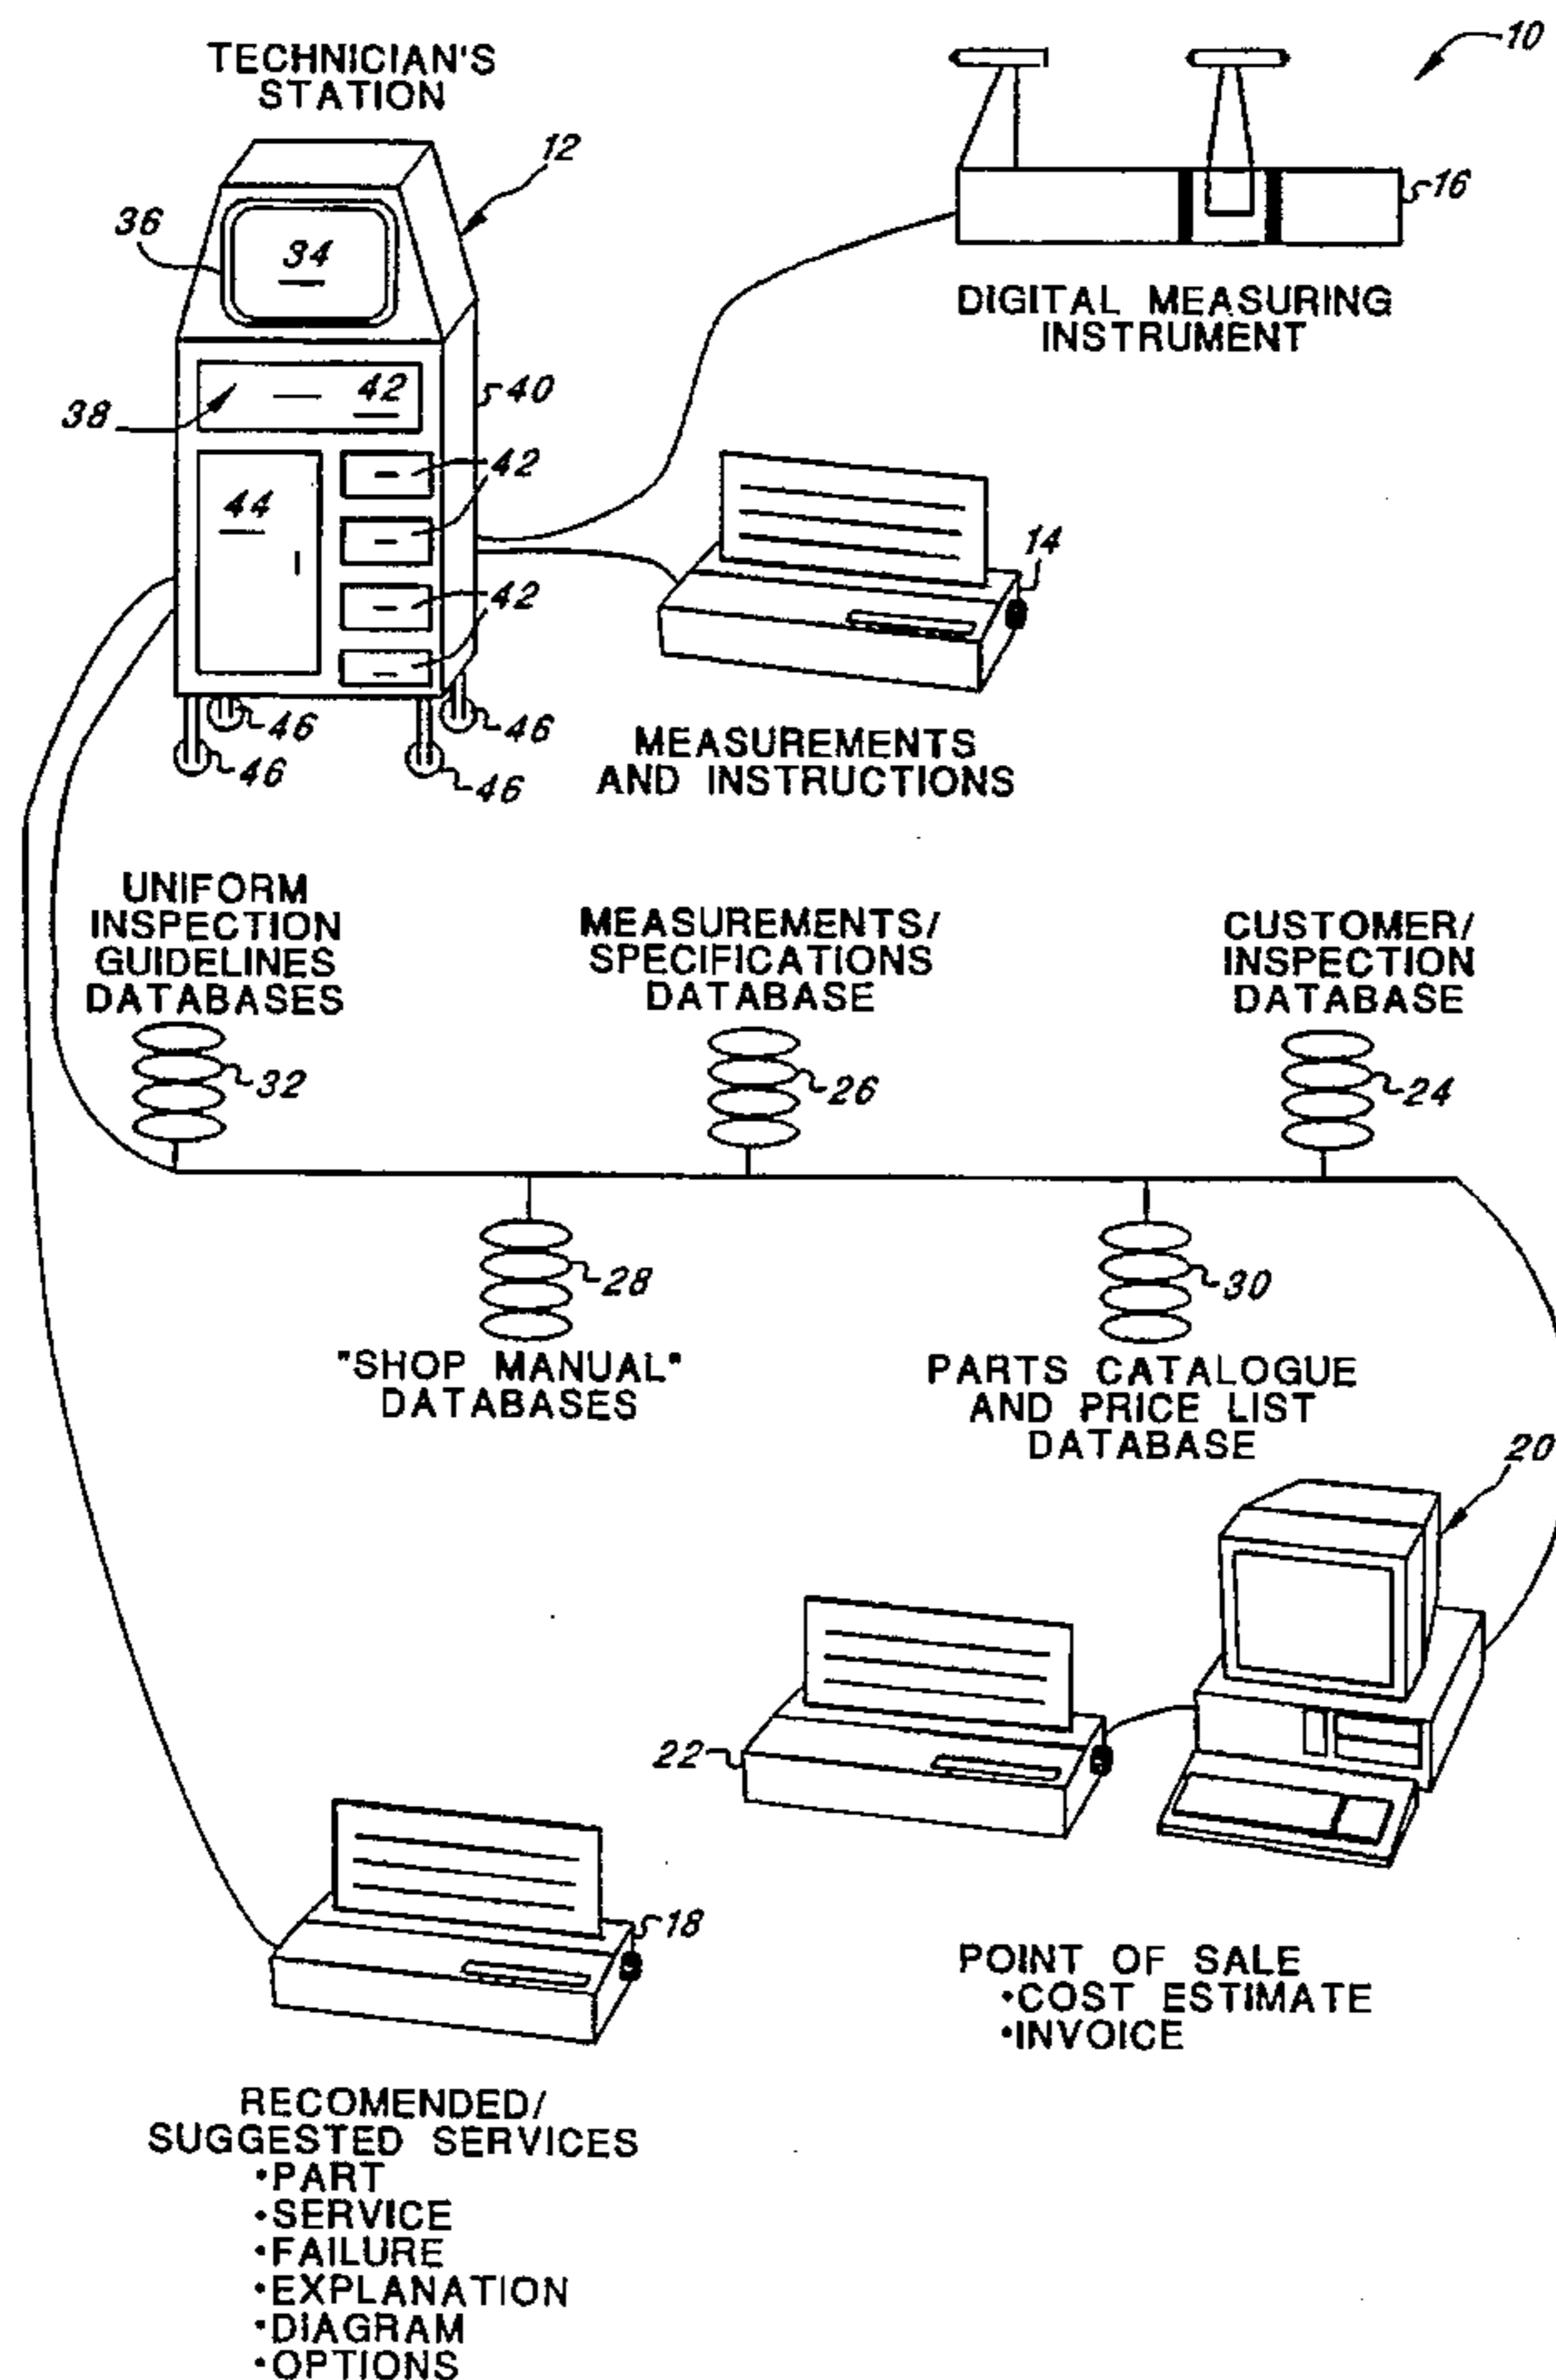 TECHNICIAN'S
STATION
10
12
16
36
34
DIGITAL MEASURING
INSTRUMENT
38
42
40
42
44
14
42
46
46
46
46
MEASUREMENTS
AND INSTRUCTIONS
UNIFORM
INSPECTION
GUIDELINES
DATABASES
MEASUREMENTS/
SPECIFICATIONS
DATABASE
CUSTOMER/
INSPECTION
DATABASE
32
26
24
28
30
"SHOP MANUAL"
DATABASES
PARTS CATALOGUE
AND PRICE LIST
DATABASE
20
22
18
POINT OF SALE
•COST ESTIMATE
•INVOICE
RECOMENDED/
SUGGESTED SERVICES
•PART
•SERVICE
•FAILURE
•EXPLANATION
•DIAGRAM
•OPTIONS